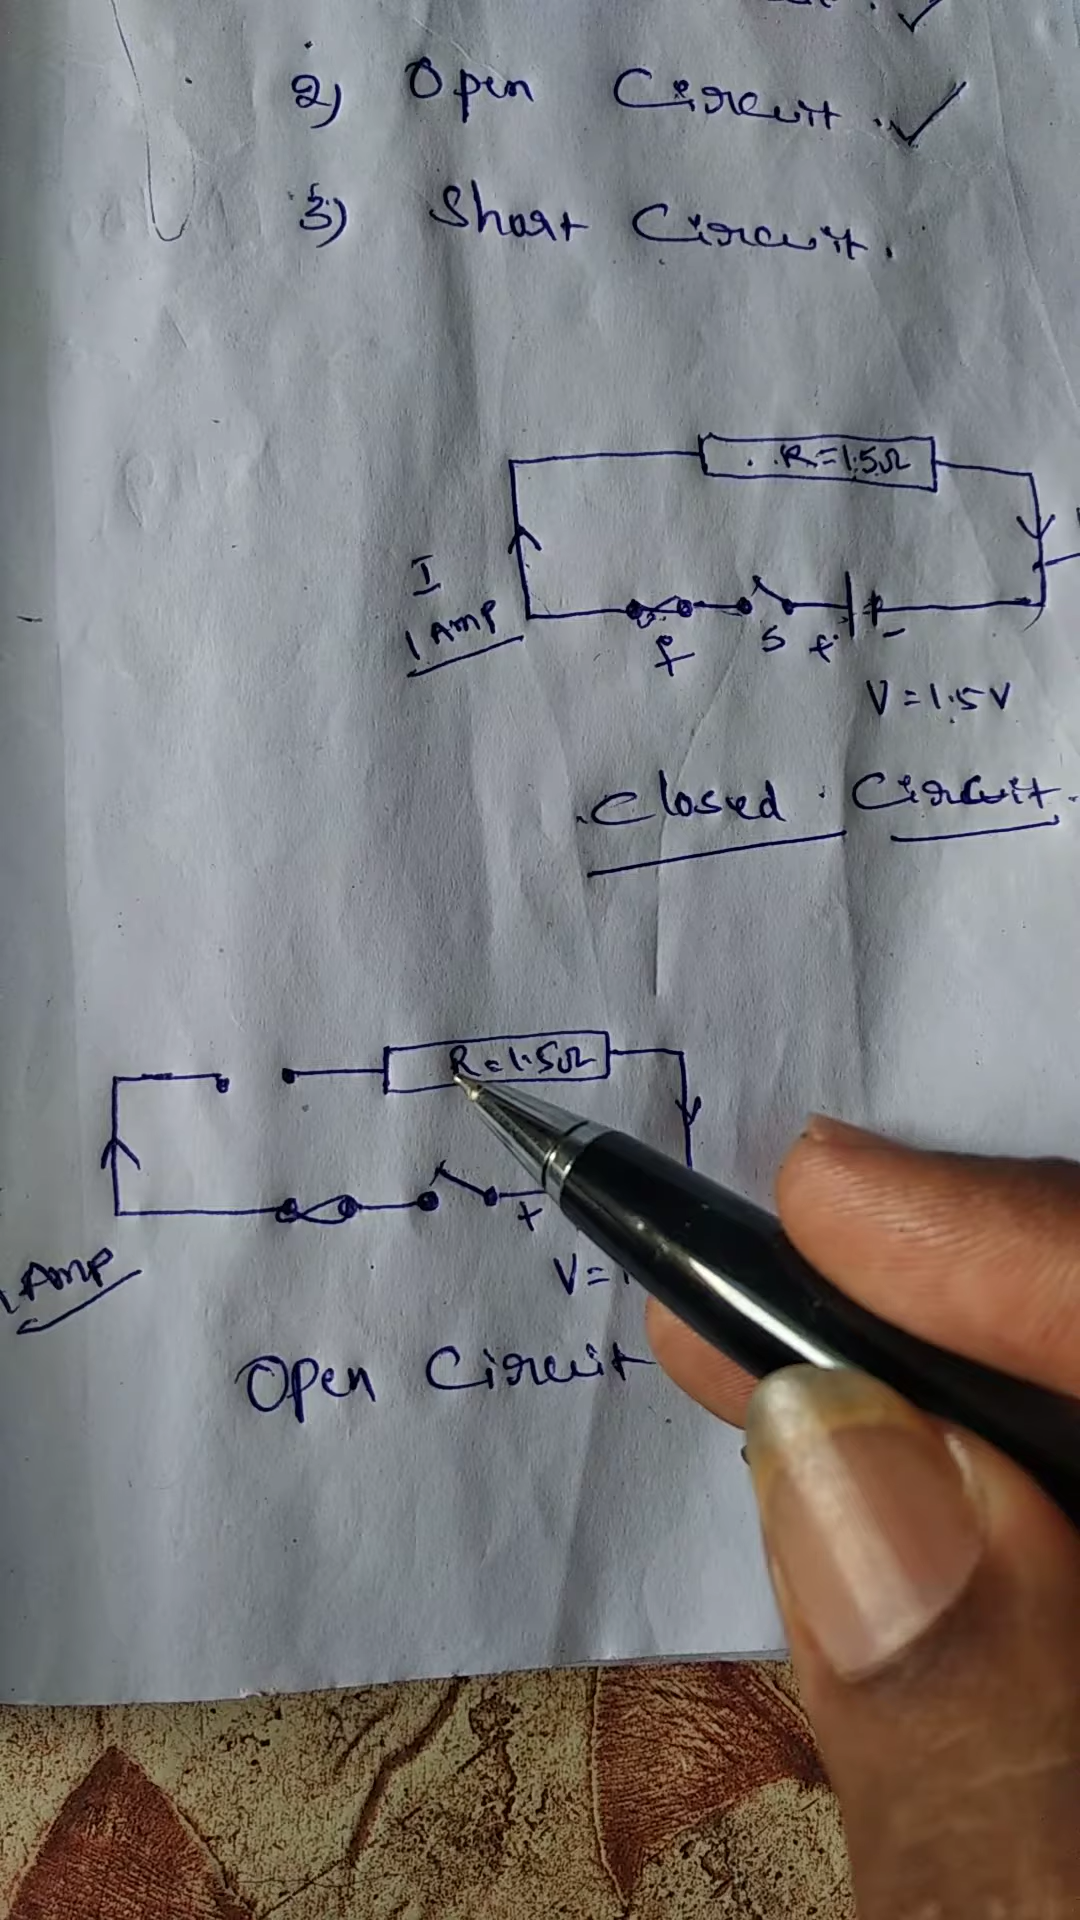 2) Open Circuit.
3) Short Circuit.
R=1.5Ω
I
1 AMP
f S + -
V=1.5V
Closed Circuit.
R=1.5Ω
+
AMP
V=1
Open Circuit